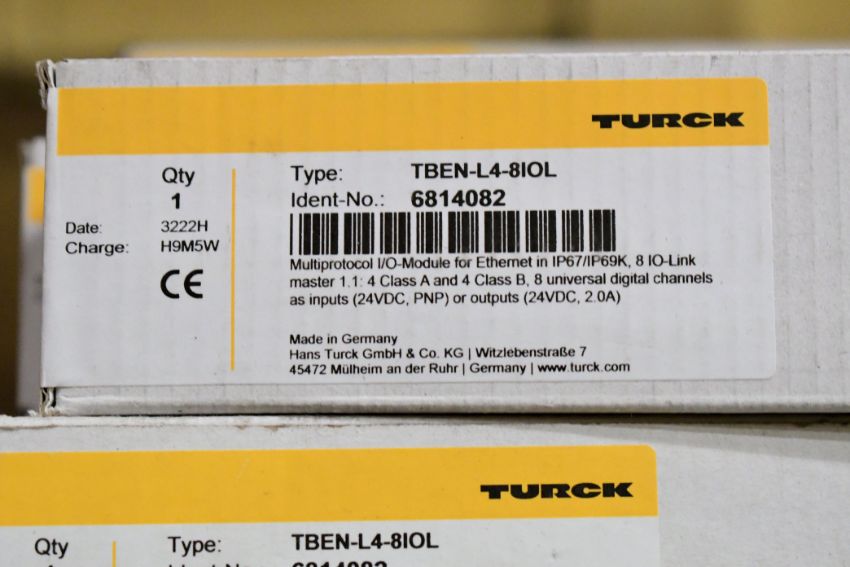 TURCK
Qty
1
Date: 3222H
Charge: H9M5W
CE
Type: TBEN-L4-8IOL
Ident-No.: 6814082
Multiprotocol I/O-Module for Ethernet in IP67/IP69K, 8 IO-Link
master 1.1: 4 Class A and 4 Class B, 8 universal digital channels
as inputs (24VDC, PNP) or outputs (24VDC, 2.0A)
Made in Germany
Hans Turck GmbH & Co. KG | Witzlebenstraße 7
45472 Mülheim an der Ruhr | Germany | www.turck.com
TURCK
Qty
Type: TBEN-L4-8IOL
6814082